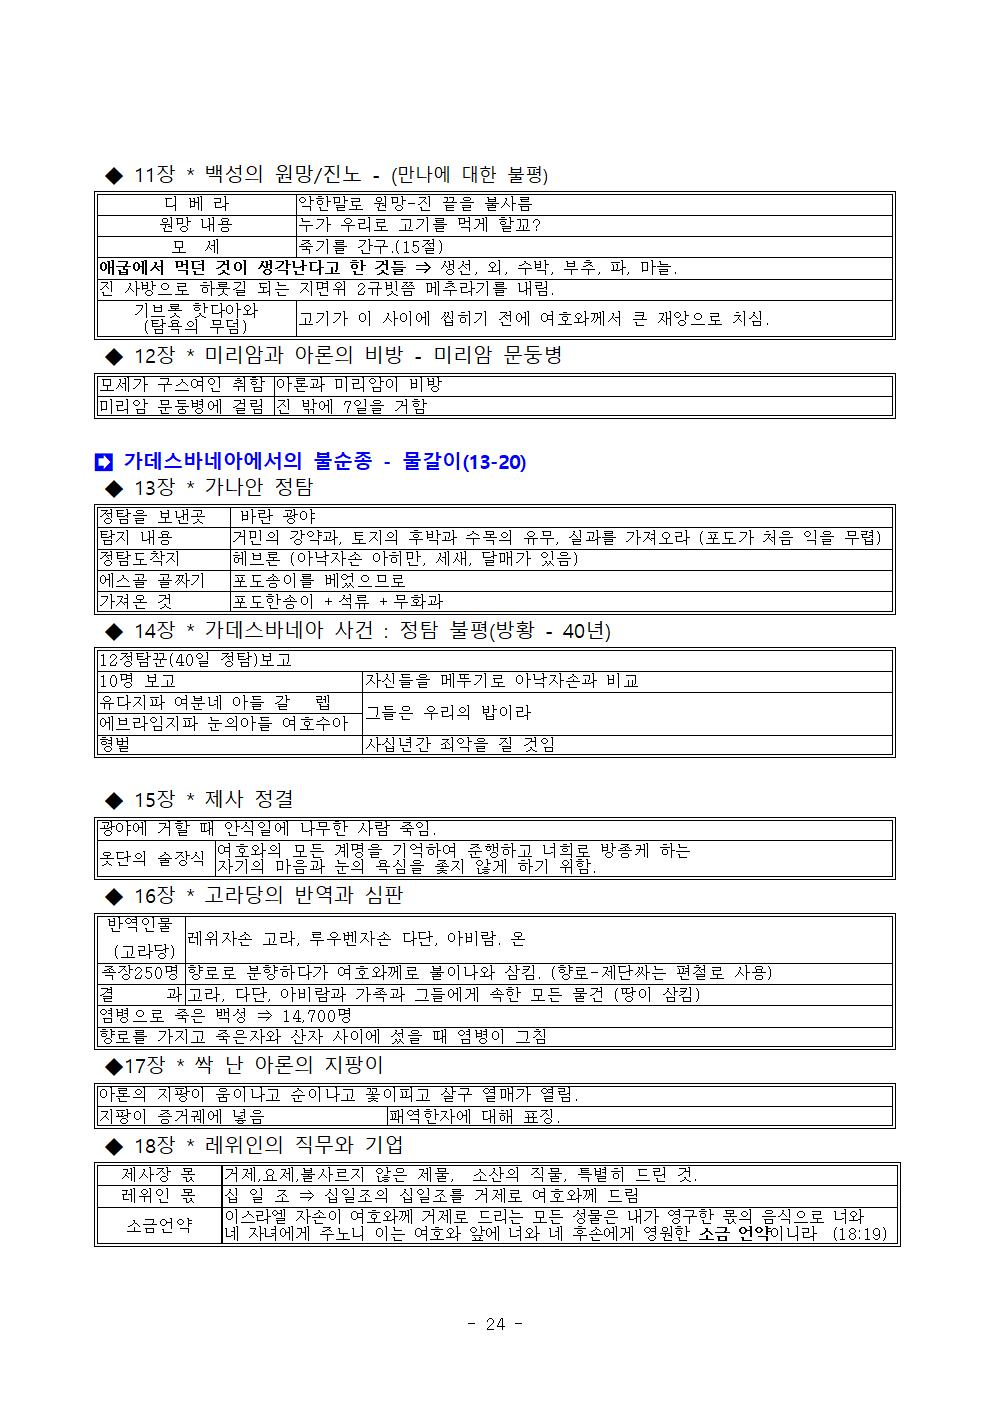 ◆ 11장 * 백성의 원망/진노 - (만나에 대한 불평)
디 베 라 악한말로 원망-진 끝을 불사름
원망 내용 누가 우리로 고기를 먹게 할꼬?
모 세 죽기를 간구.(15절)
애굽에서 먹던 것이 생각난다고 한 것들 ⇒ 생선, 외, 수박, 부추, 파, 마늘.
진 사방으로 하룻길 되는 지면위 2규빗쯤 메추라기를 내림.
기브롯 핫다아와
(탐욕의 무덤)
고기가 이 사이에 씹히기 전에 여호와께서 큰 재앙으로 치심.
◆ 12장 * 미리암과 아론의 비방 - 미리암 문둥병
모세가 구스여인 취함 아론과 미리암이 비방
미리암 문둥병에 걸림 진 밖에 7일을 거함
➡ 가데스바네아에서의 불순종 - 물갈이(13-20)
◆ 13장 * 가나안 정탐
정탐을 보낸곳 바란 광야
탐지 내용 거민의 강약과, 토지의 후박과 수목의 유무, 실과를 가져오라 (포도가 처음 익을 무렵)
정탐도착지 헤브론 (아낙자손 아히만, 세새, 달매가 있음)
에스골 골짜기 포도송이를 베었으므로
가져온 것 포도한송이 + 석류 + 무화과
◆ 14장 * 가데스바네아 사건 : 정탐 불평(방황 - 40년)
12정탐꾼(40일 정탐)보고
10명 보고 자신들을 메뚜기로 아낙자손과 비교
유다지파 여분네 아들 갈 렙
에브라임지파 눈의아들 여호수아
그들은 우리의 밥이라
형벌 사십년간 죄악을 질 것임
◆ 15장 * 제사 정결
광야에 거할 때 안식일에 나무한 사람 죽임.
옷단의 술장식
여호와의 모든 계명을 기억하여 준행하고 너희로 방종케 하는
자기의 마음과 눈의 욕심을 좇지 않게 하기 위함.
◆ 16장 * 고라당의 반역과 심판
반역인물
(고라당)
레위자손 고라, 루우벤자손 다단, 아비람. 온
족장250명 향로로 분향하다가 여호와께로 불이나와 삼킴. (향로-제단싸는 편철로 사용)
결 과 고라, 다단, 아비람과 가족과 그들에게 속한 모든 물건 (땅이 삼킴)
염병으로 죽은 백성 ⇒ 14,700명
향로를 가지고 죽은자와 산자 사이에 섰을 때 염병이 그침
◆17장 * 싹 난 아론의 지팡이
아론의 지팡이 움이나고 순이나고 꽃이피고 살구 열매가 열림.
지팡이 증거궤에 넣음 패역한자에 대해 표징.
◆ 18장 * 레위인의 직무와 기업
제사장 몫 거제,요제,불사르지 않은 제물, 소산의 직물, 특별히 드린 것.
레위인 몫 십 일 조 ⇒ 십일조의 십일조를 거제로 여호와께 드림
소금언약
이스라엘 자손이 여호와께 거제로 드리는 모든 성물은 내가 영구한 몫의 음식으로 너와
네 자녀에게 주노니 이는 여호와 앞에 너와 네 후손에게 영원한 소금 언약이니라 (18:19)
- 24 -